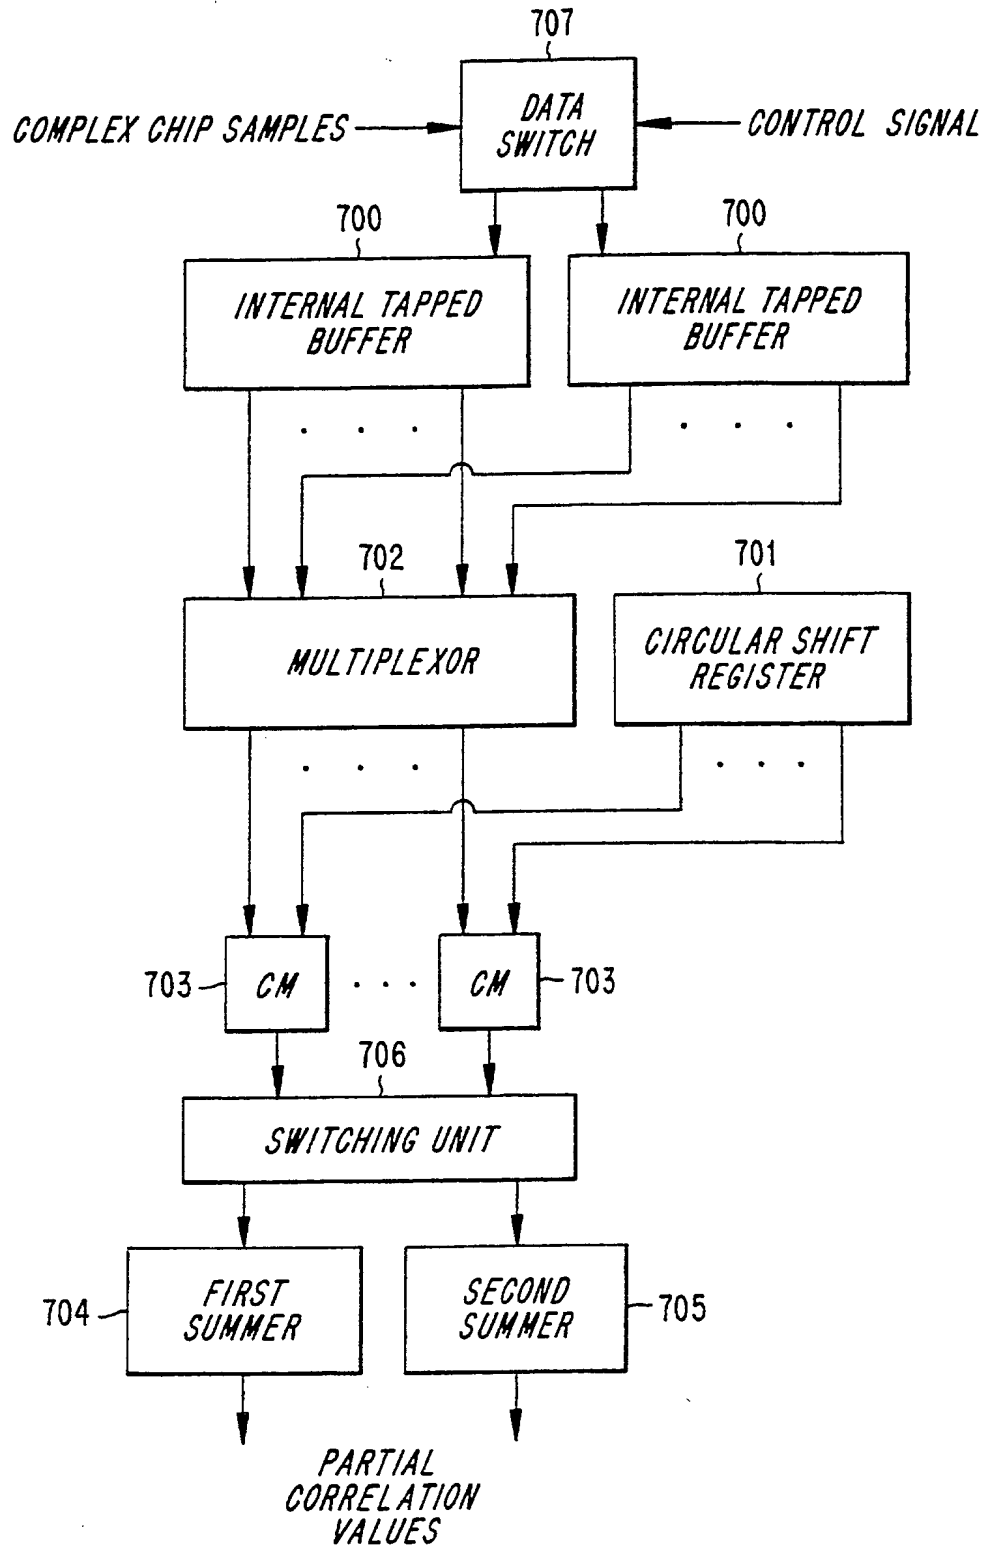 707
DATA
SWITCH
COMPLEX CHIP SAMPLES
CONTROL SIGNAL
700
700
INTERNAL TAPPED
BUFFER
INTERNAL TAPPED
BUFFER
. . .
. . .
702
701
MULTIPLEXOR
CIRCULAR SHIFT
REGISTER
. . .
. . .
703
CM
. . .
CM
703
706
SWITCHING UNIT
704
FIRST
SUMMER
SECOND
SUMMER
705
PARTIAL
CORRELATION
VALUES